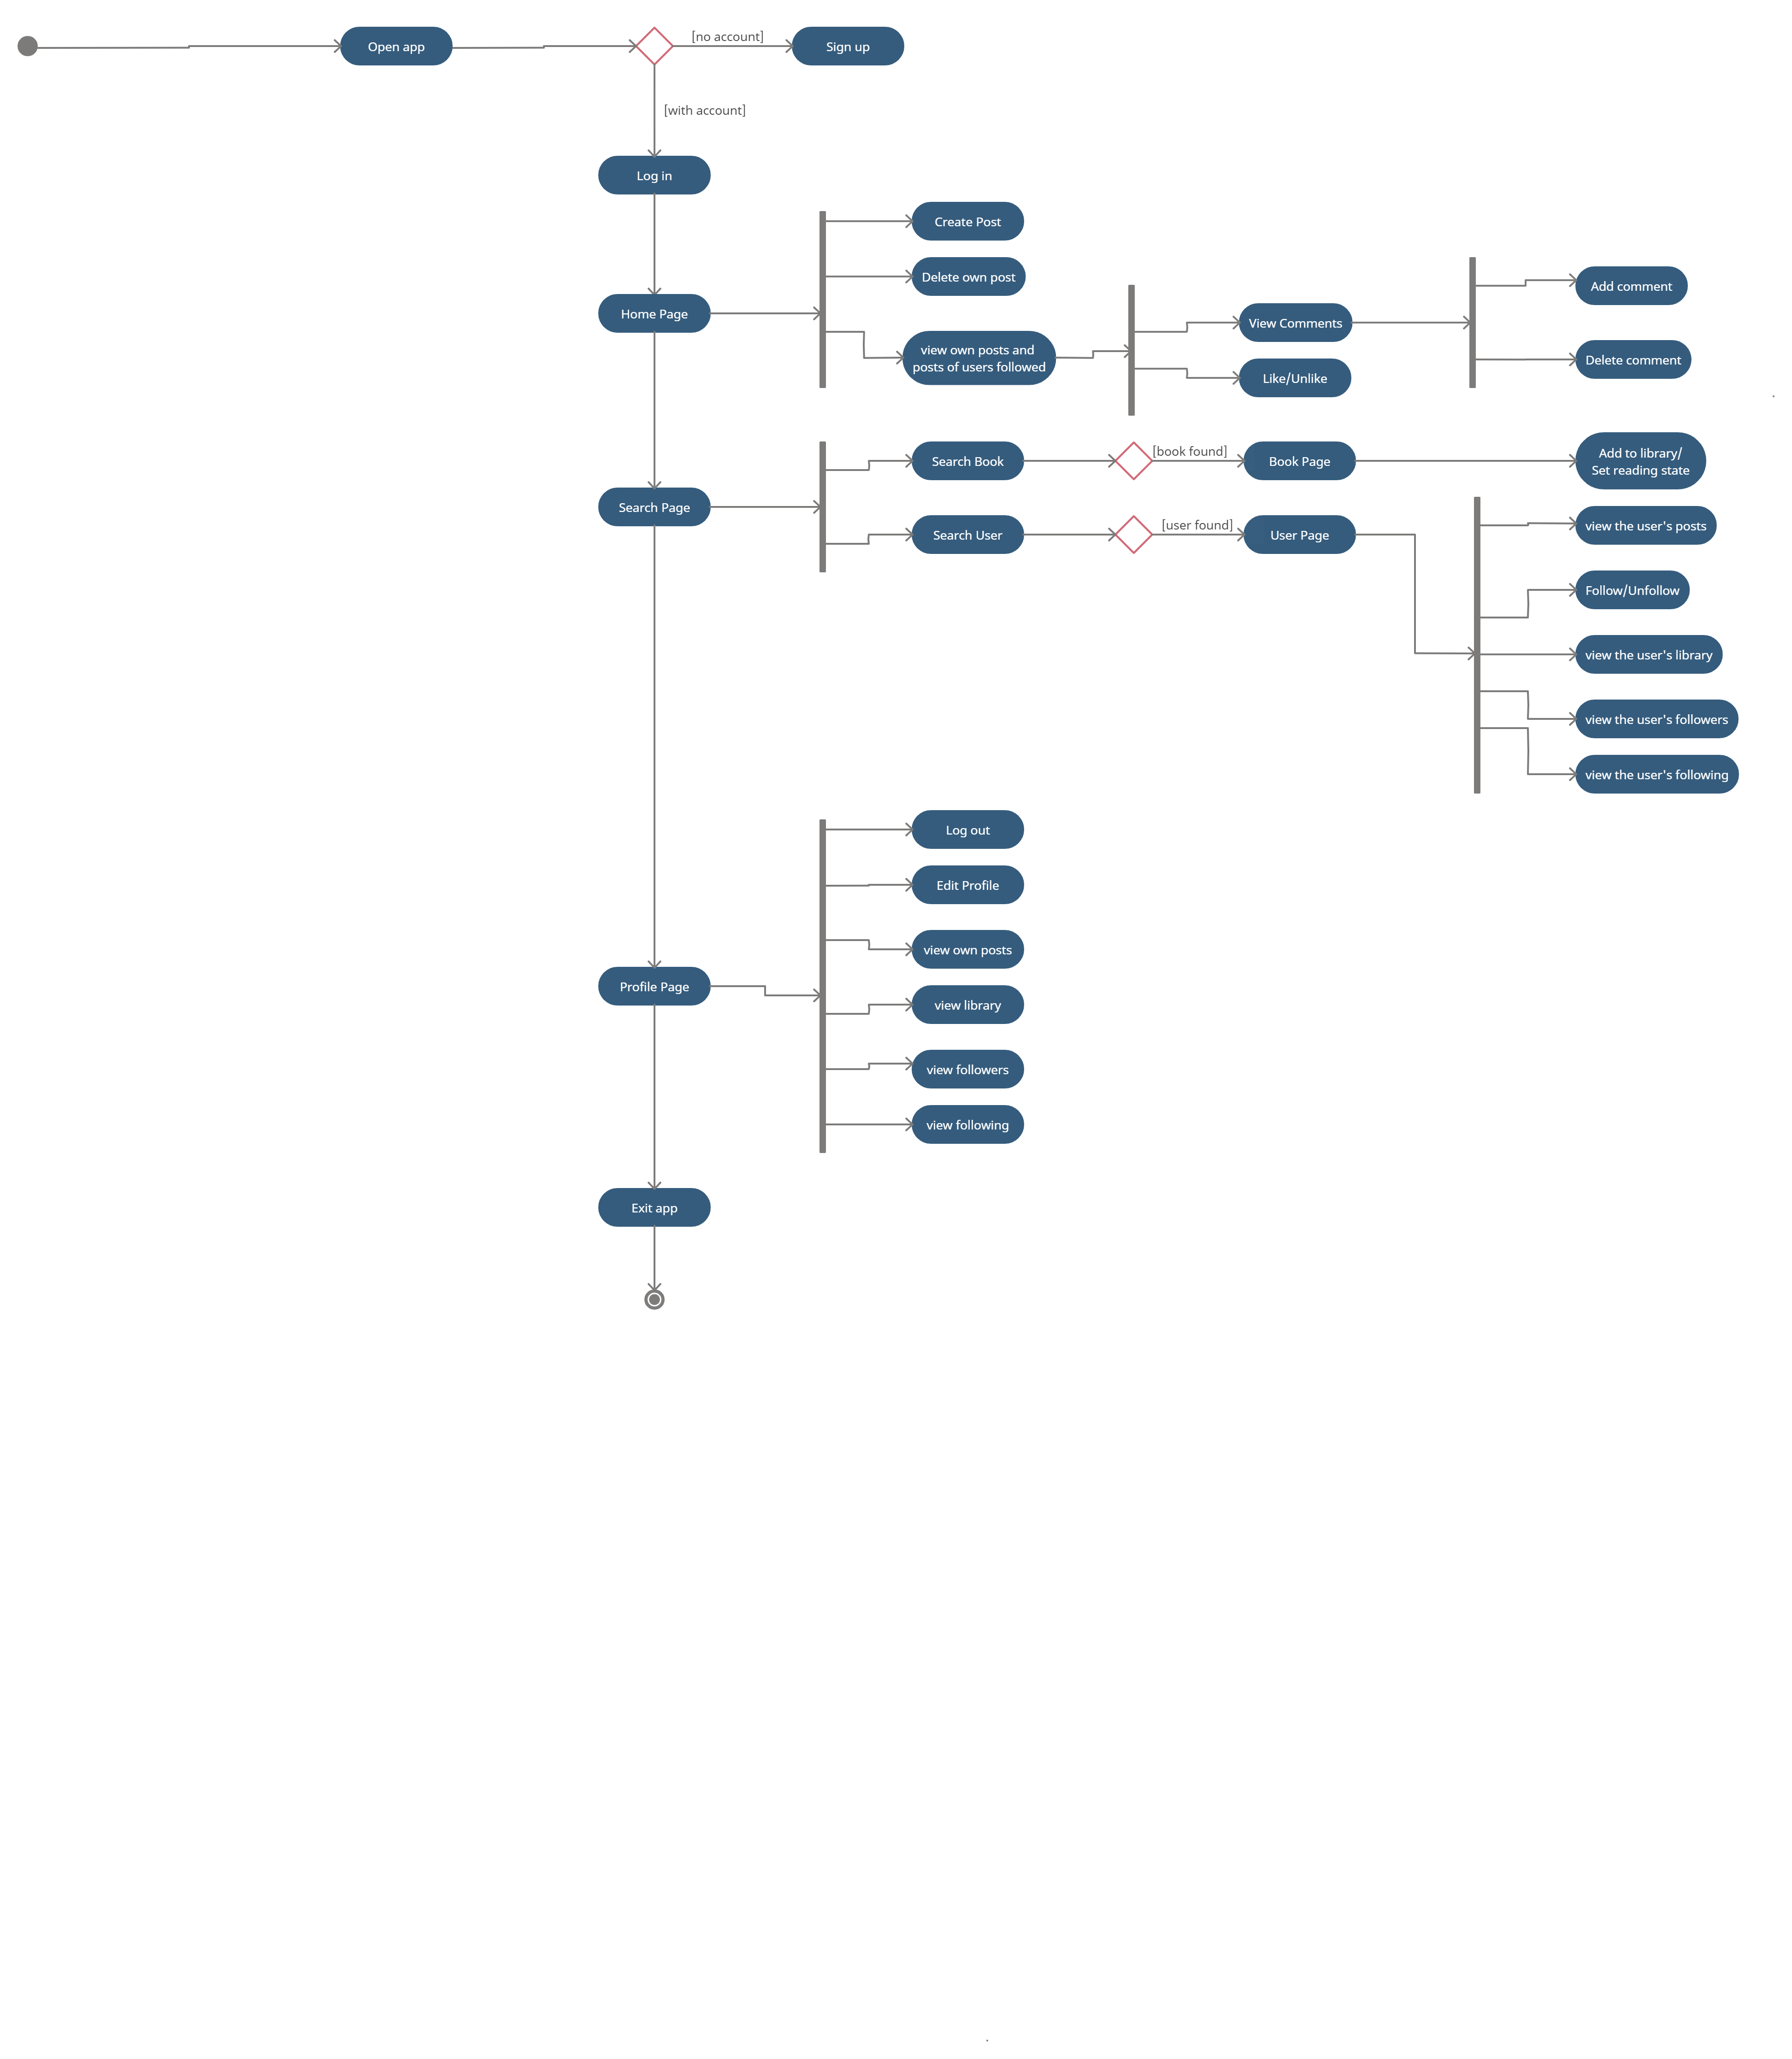 Open app
[no account]
Sign up
[with account]
Log in
Create Post
Delete own post
Home Page
view own posts and
posts of users followed
View Comments
Like/Unlike
Add comment
Delete comment
Search Page
Search Book
[book found]
Book Page
Add to library/
Set reading state
Search User
[user found]
User Page
view the user's posts
Follow/Unfollow
view the user's library
view the user's followers
view the user's following
Profile Page
Log out
Edit Profile
view own posts
view library
view followers
view following
Exit app